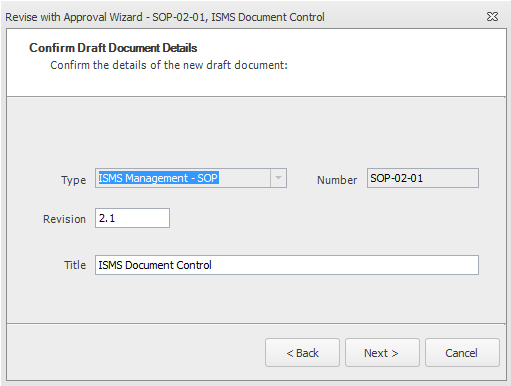 Revise with Approval Wizard - SOP-02-01, ISMS Document Control
Confirm Draft Document Details
Confirm the details of the new draft document:
Type ISMS Management - SOP Number SOP-02-01
Revision 2.1
Title ISMS Document Control
< Back Next > Cancel